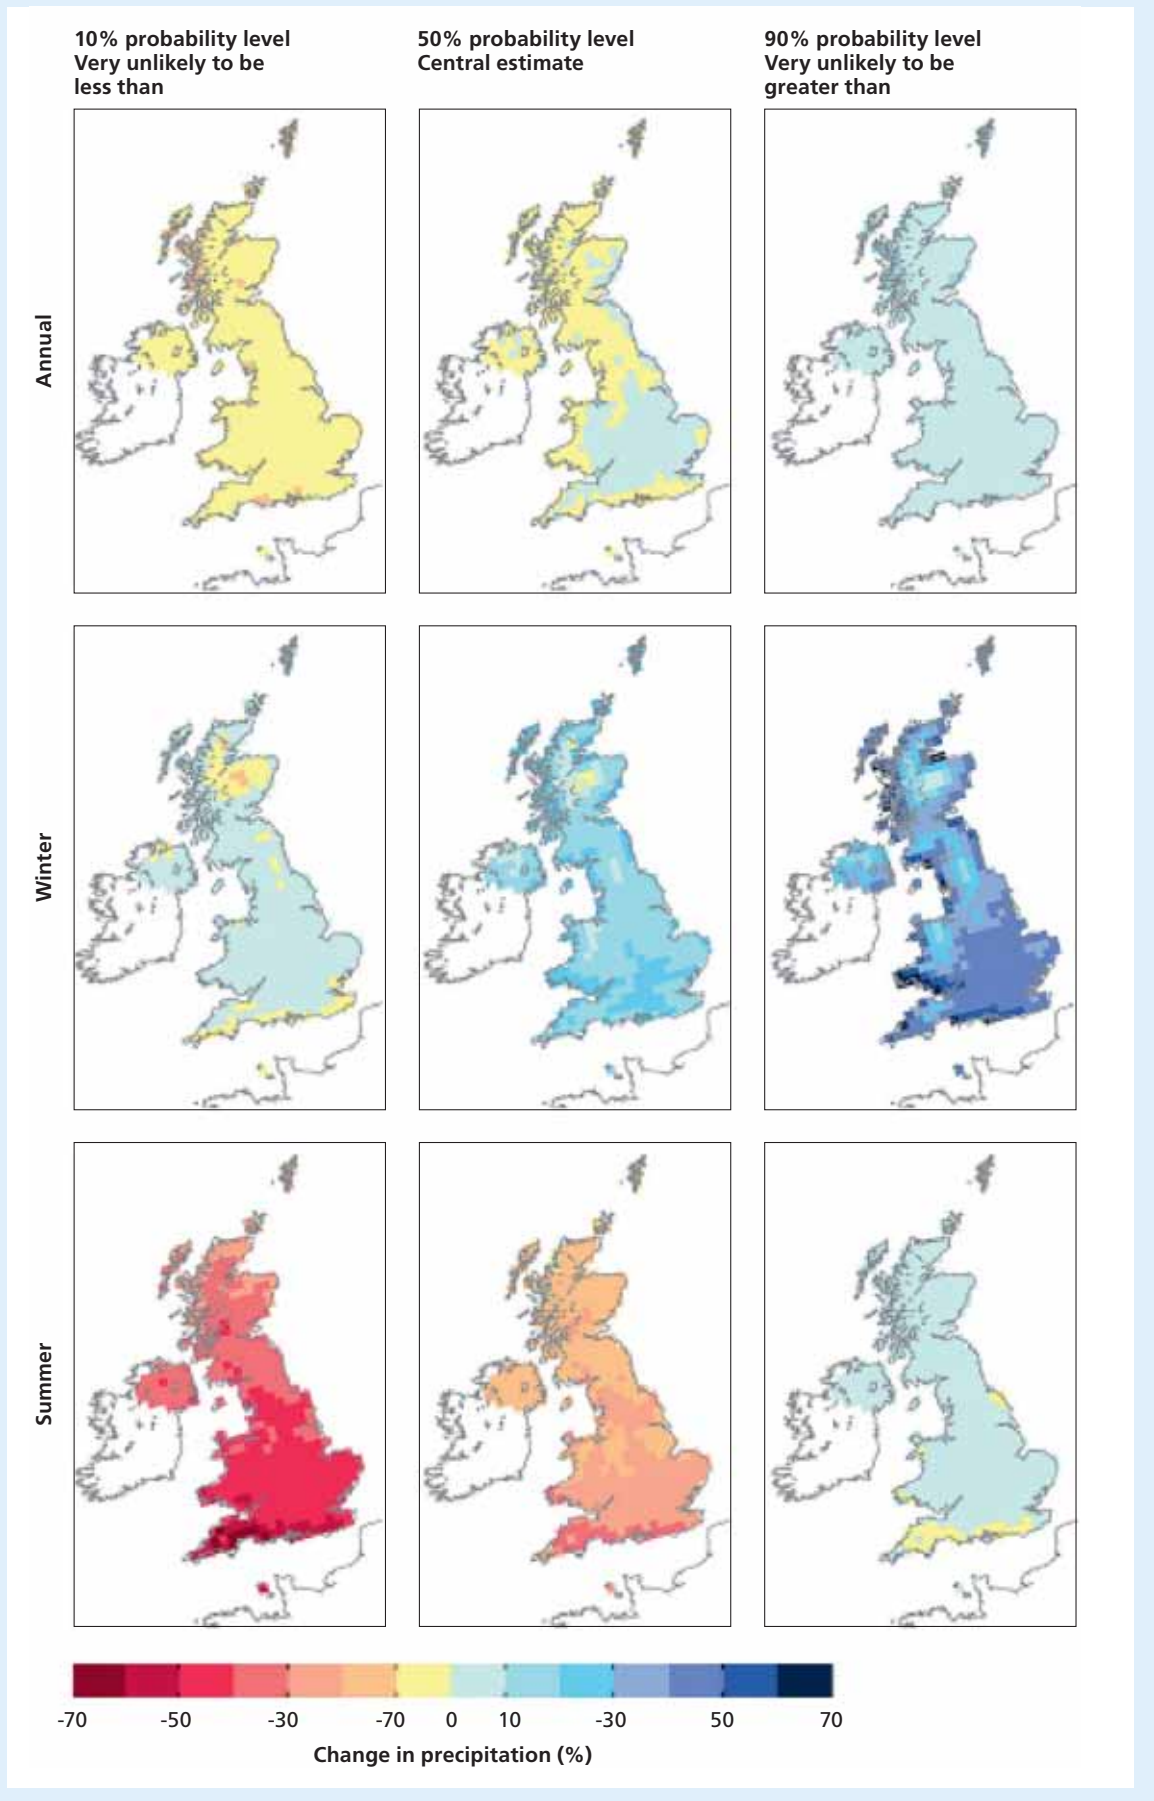 10% probability level
Very unlikely to be
less than
50% probability level
Central estimate
90% probability level
Very unlikely to be
greater than
Annual
Winter
Summer
-70 -50 -30 -70 0 10 -30 50 70
Change in precipitation (%)